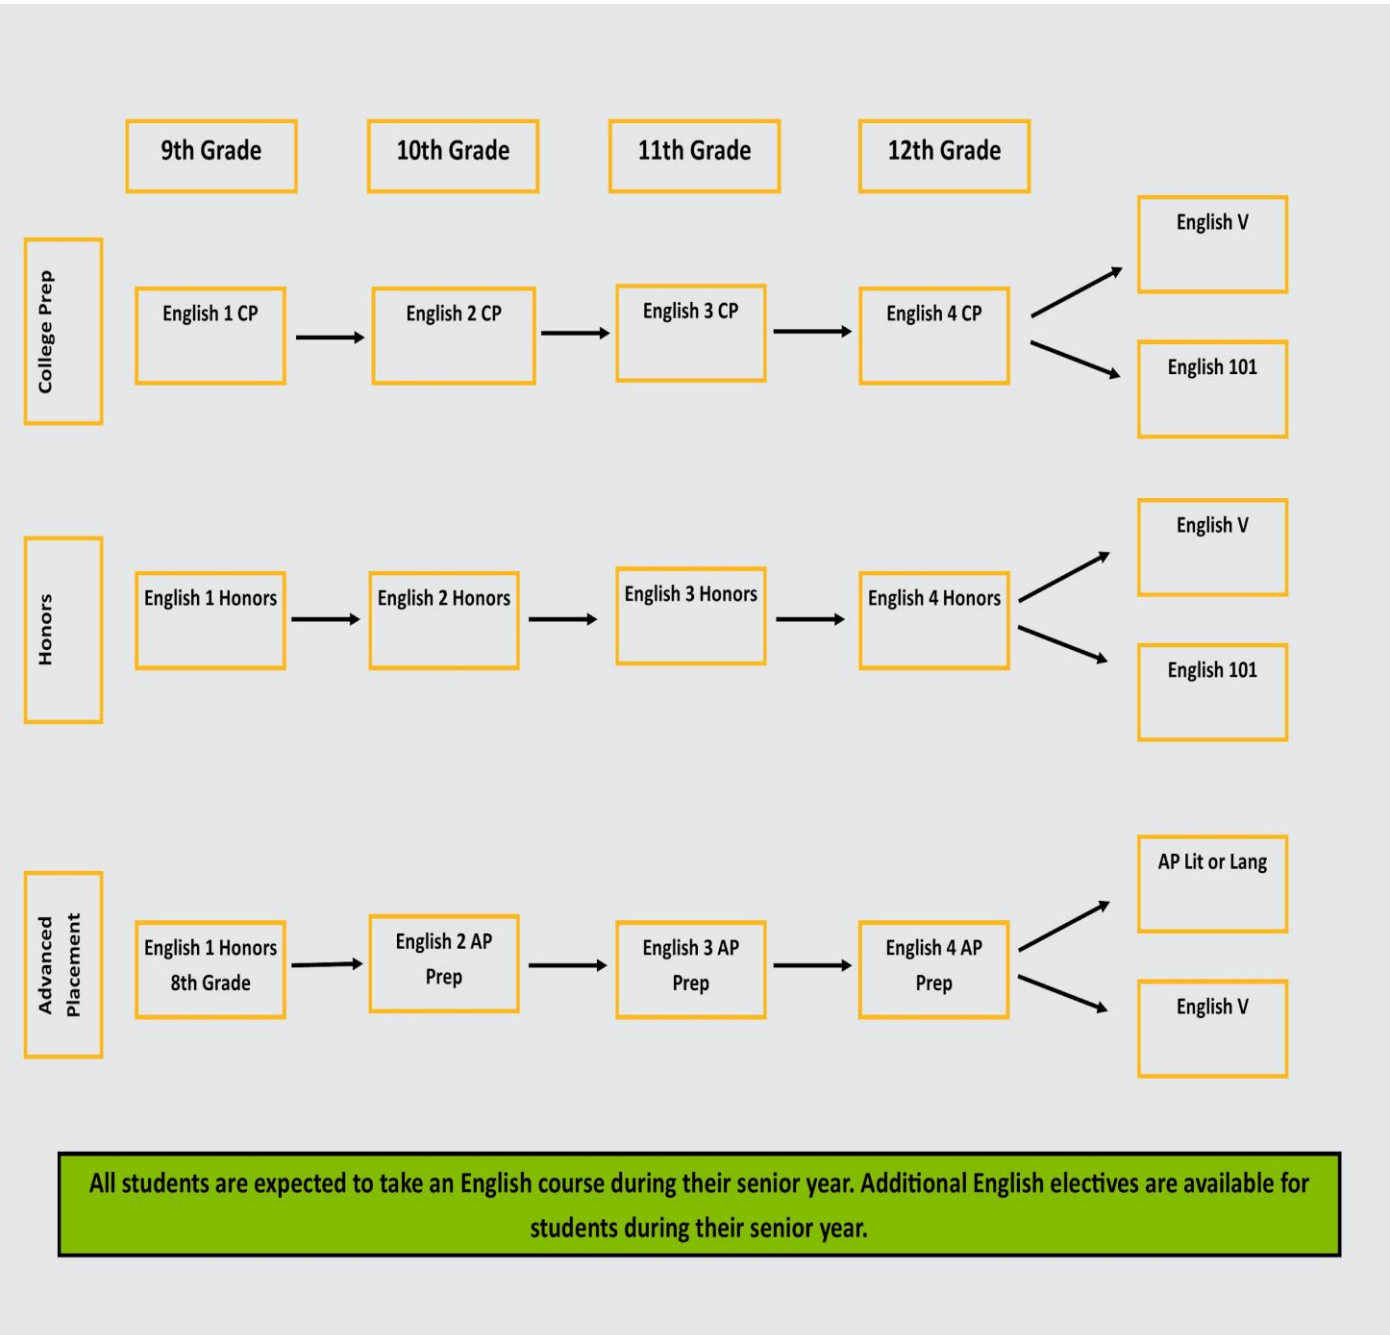 9th Grade
10th Grade
11th Grade
12th Grade
College Prep
English 1 CP
English 2 CP
English 3 CP
English 4 CP
English V
English 101
Honors
English 1 Honors
English 2 Honors
English 3 Honors
English 4 Honors
English V
English 101
Advanced
Placement
English 1 Honors
8th Grade
English 2 AP
Prep
English 3 AP
Prep
English 4 AP
Prep
AP Lit or Lang
English V
All students are expected to take an English course during their senior year. Additional English electives are available for
students during their senior year.